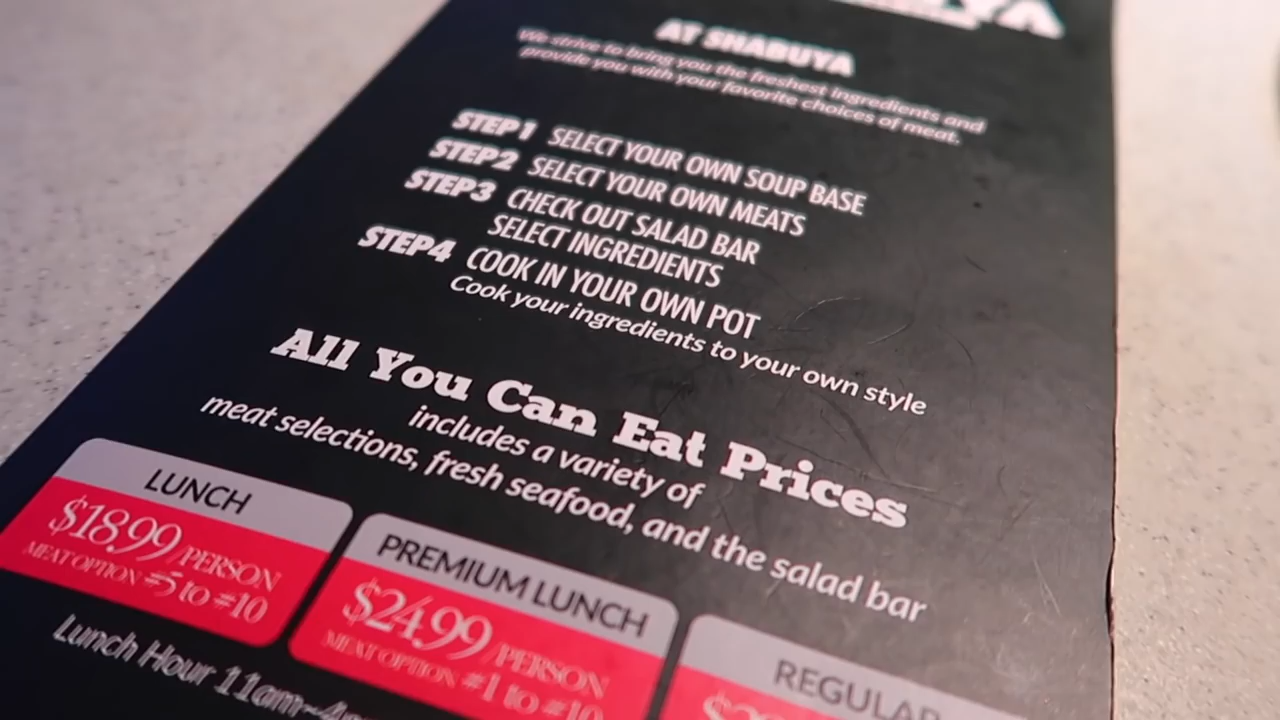 AT SHABUYA
We strive to bring you the freshest ingredients and
provide you with your favorite choices of meat.
STEP1 SELECT YOUR OWN SOUP BASE
STEP2 SELECT YOUR OWN MEATS
STEP3 CHECK OUT SALAD BAR
SELECT INGREDIENTS
STEP4 COOK IN YOUR OWN POT
Cook your ingredients to your own style
All You Can Eat Prices
includes a variety of
meat selections, fresh seafood, and the salad bar
LUNCH
$18.99/PERSON
MEAT OPTION #5 to #10
PREMIUM LUNCH
$24.99/PERSON
MEAT OPTION #1 to #10
REGULAR
Lunch Hour 11am~